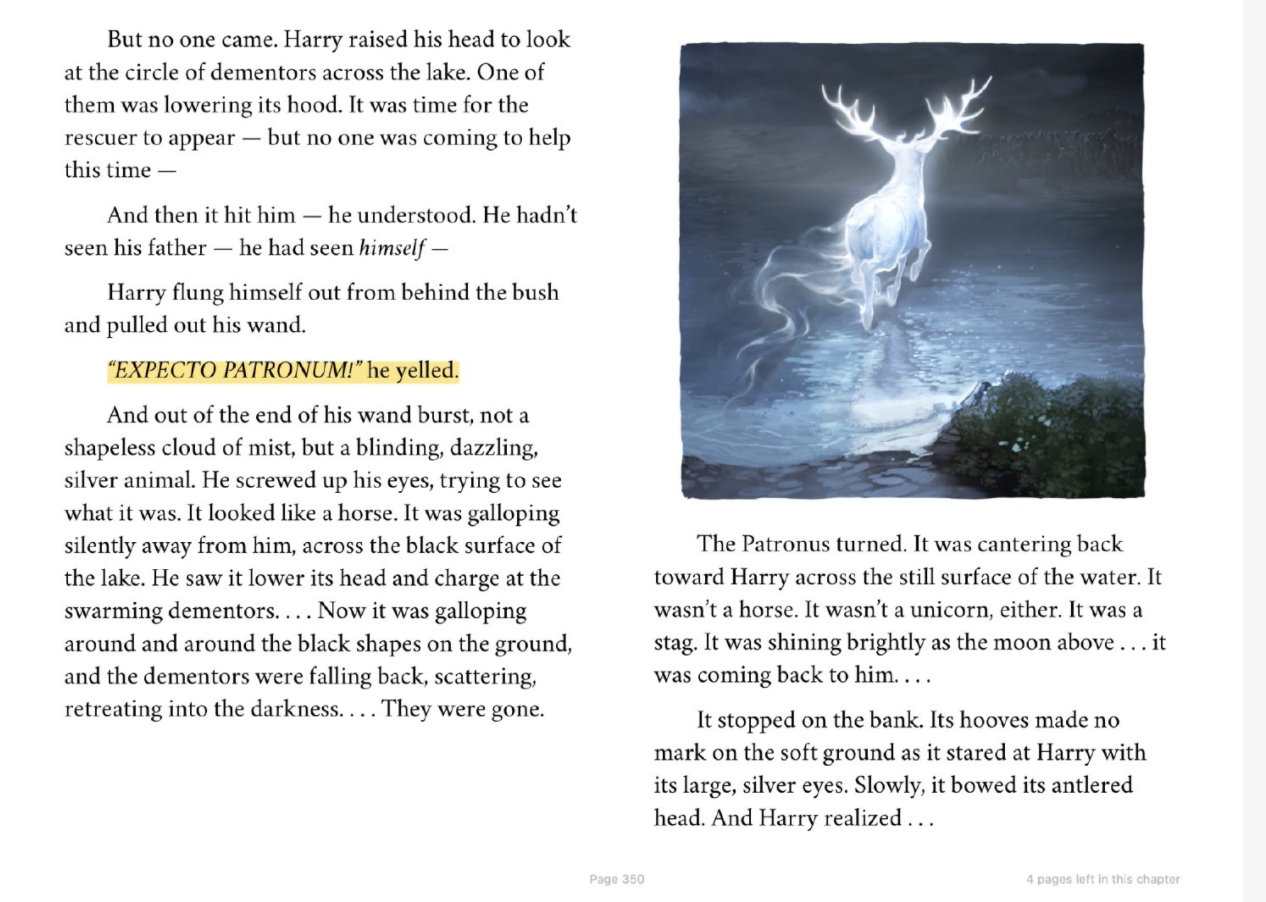 But no one came. Harry raised his head to look
at the circle of dementors across the lake. One of
them was lowering its hood. It was time for the
rescuer to appear — but no one was coming to help
this time —
And then it hit him — he understood. He hadn’t
seen his father — he had seen himself —
Harry flung himself out from behind the bush
and pulled out his wand.
“EXPECTO PATRONUM!” he yelled.
And out of the end of his wand burst, not a
shapeless cloud of mist, but a blinding, dazzling,
silver animal. He screwed up his eyes, trying to see
what it was. It looked like a horse. It was galloping
silently away from him, across the black surface of
the lake. He saw it lower its head and charge at the
swarming dementors. . . . Now it was galloping
around and around the black shapes on the ground,
and the dementors were falling back, scattering,
retreating into the darkness. . . . They were gone.
The Patronus turned. It was cantering back
toward Harry across the still surface of the water. It
wasn’t a horse. It wasn’t a unicorn, either. It was a
stag. It was shining brightly as the moon above . . . it
was coming back to him. . . .
It stopped on the bank. Its hooves made no
mark on the soft ground as it stared at Harry with
its large, silver eyes. Slowly, it bowed its antlered
head. And Harry realized . . .
Page 350
4 pages left in this chapter